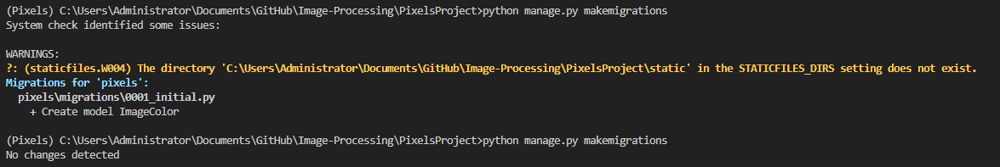 (Pixels) C:\Users\Administrator\Documents\GitHub\Image-Processing\PixelsProject>python manage.py makemigrations
System check identified some issues:
WARNINGS:
?: (staticfiles.W004) The directory 'C:\Users\Administrator\Documents\GitHub\Image-Processing\PixelsProject\static' in the STATICFILES_DIRS setting does not exist.
Migrations for 'pixels':
  pixels\migrations\0001_initial.py
    + Create model ImageColor
(Pixels) C:\Users\Administrator\Documents\GitHub\Image-Processing\PixelsProject>python manage.py makemigrations
No changes detected